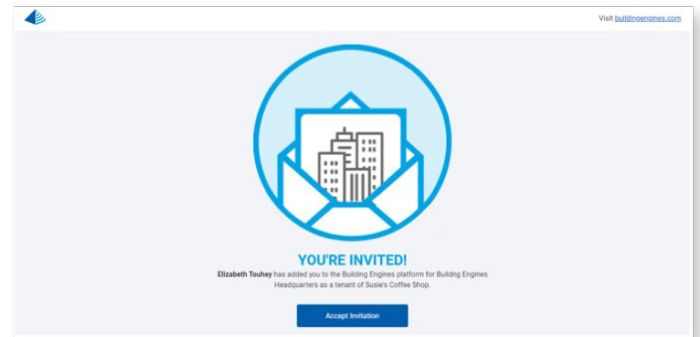 Visit buildingengines.com
YOU'RE INVITED!
Elizabeth Touhey has added you to the Building Engines platform for Buildng Engines
Headquarters as a tenant of Susie's Coffee Shop.
Accept Invitation